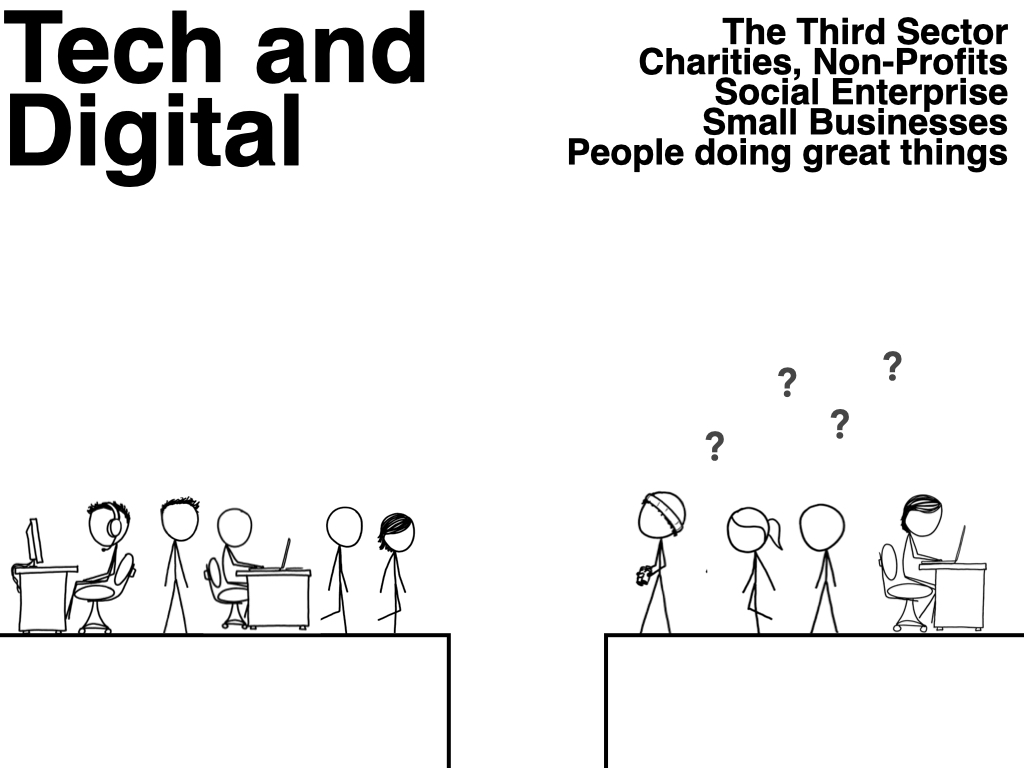 Tech and
Digital
The Third Sector
Charities, Non-Profits
Social Enterprise
Small Businesses
People doing great things
?
?
?
?